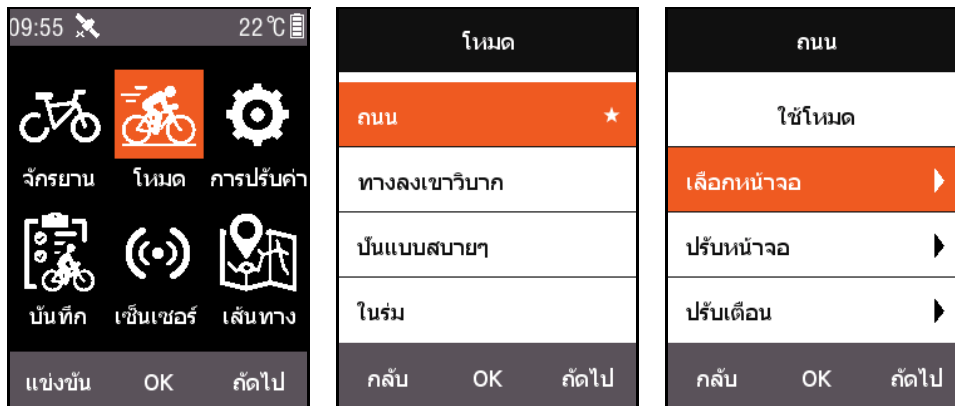 09:55 22℃
จักรยาน โหมด การปรับค่า
บันทึก เซ็นเซอร์ เส้นทาง
แข่งขัน OK ถัดไป
โหมด
ถนน
ทางลงเขาวิบาก
ปั่นแบบสบายๆ
ในร่ม
กลับ OK ถัดไป
ถนน
ใช้โหมด
เลือกหน้าจอ
ปรับหน้าจอ
ปรับเตือน
กลับ OK ถัดไป